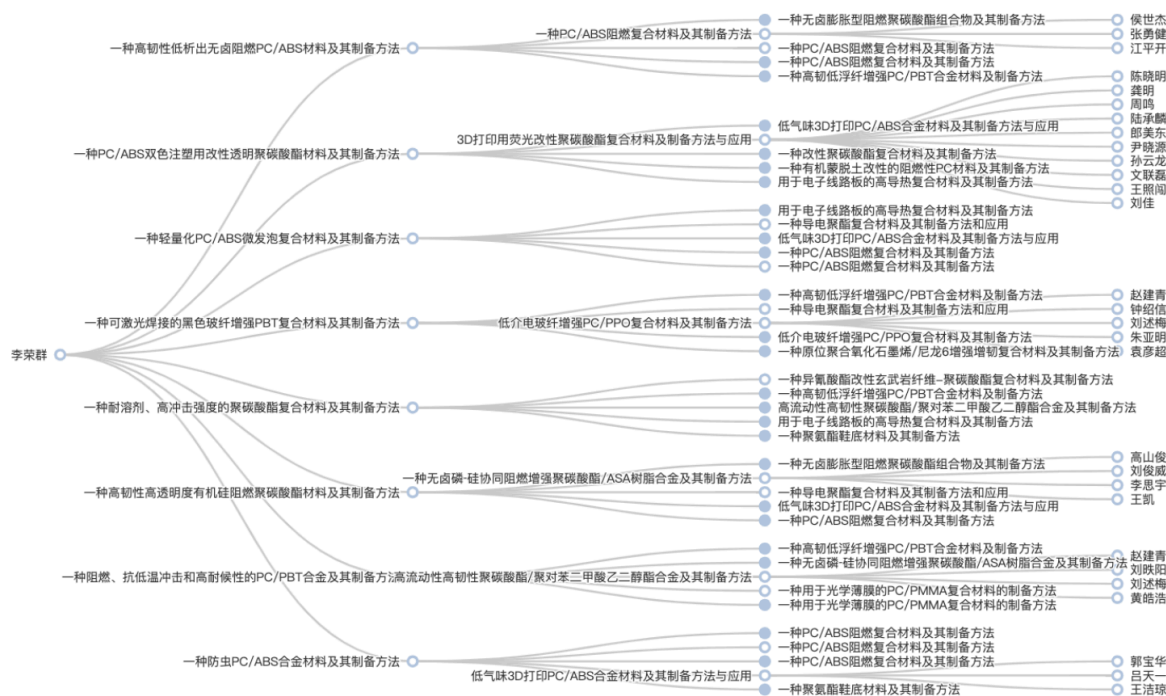 李荣群
一种高韧性低析出无卤阻燃PC/ABS材料及其制备方法
一种无卤膨胀型阻燃聚碳酸酯组合物及其制备方法
一种PC/ABS阻燃复合材料及其制备方法
一种PC/ABS阻燃复合材料及其制备方法
一种PC/ABS阻燃复合材料及其制备方法
一种高韧低浮纤增强PC/PBT合金材料及制备方法
侯世杰
张勇健
江平开
一种PC/ABS双色注塑用改性透明聚碳酸酯材料及其制备方法
低气味3D打印PC/ABS合金材料及其制备方法与应用
3D打印用荧光改性聚碳酸酯复合材料及制备方法与应用
一种改性聚碳酸酯复合材料及其制备方法
一种有机蒙脱土改性的阻燃性PC材料及其制备方法
用于电子线路板的高导热复合材料及其制备方法
陈晓明
龚明
周鸣
陆承麟
郎美东
尹晓源
孙云龙
文联磊
王照闯
刘佳
一种轻量化PC/ABS微发泡复合材料及其制备方法
用于电子线路板的高导热复合材料及其制备方法
一种导电聚酯复合材料及其制备方法和应用
低气味3D打印PC/ABS合金材料及其制备方法与应用
一种PC/ABS阻燃复合材料及其制备方法
一种PC/ABS阻燃复合材料及其制备方法
一种可激光焊接的黑色玻纤增强PBT复合材料及其制备方法
一种高韧低浮纤增强PC/PBT合金材料及制备方法
一种导电聚酯复合材料及其制备方法和应用
低介电玻纤增强PC/PPO复合材料及其制备方法
低介电玻纤增强PC/PPO复合材料及其制备方法
一种原位聚合氧化石墨烯/尼龙6增强增韧复合材料及其制备方法
赵建青
钟绍信
刘述梅
朱亚明
袁彦超
一种耐溶剂、高冲击强度的聚碳酸酯复合材料及其制备方法
一种异氰酸酯改性玄武岩纤维-聚碳酸酯复合材料及其制备方法
一种高韧低浮纤增强PC/PBT合金材料及制备方法
高流动性高韧性聚碳酸酯/聚对苯二甲酸乙二醇酯合金及其制备方法
用于电子线路板的高导热复合材料及其制备方法
一种聚氨酯鞋底材料及其制备方法
一种高韧性高透明度有机硅阻燃聚碳酸酯材料及其制备方法
一种无卤膨胀型阻燃聚碳酸酯组合物及其制备方法
一种无卤磷-硅协同阻燃增强聚碳酸酯/ASA树脂合金及其制备方法
一种导电聚酯复合材料及其制备方法和应用
低气味3D打印PC/ABS合金材料及其制备方法与应用
一种PC/ABS阻燃复合材料及其制备方法
高山俊
刘俊威
李思宇
王凯
一种阻燃、抗低温冲击和高耐候性的PC/PBT合金及其制备方法
一种高韧低浮纤增强PC/PBT合金材料及制备方法
一种无卤磷-硅协同阻燃增强聚碳酸酯/ASA树脂合金及其制备方法
高流动性高韧性聚碳酸酯/聚对苯二甲酸乙二醇酯合金及其制备方法
一种用于光学薄膜的PC/PMMA复合材料的制备方法
一种用于光学薄膜的PC/PMMA复合材料的制备方法
赵建青
刘昳阳
刘述梅
黄皓浩
一种防虫PC/ABS合金材料及其制备方法
一种PC/ABS阻燃复合材料及其制备方法
一种PC/ABS阻燃复合材料及其制备方法
一种PC/ABS阻燃复合材料及其制备方法
低气味3D打印PC/ABS合金材料及其制备方法与应用
一种聚氨酯鞋底材料及其制备方法
郭宝华
吕天一
王洁琼